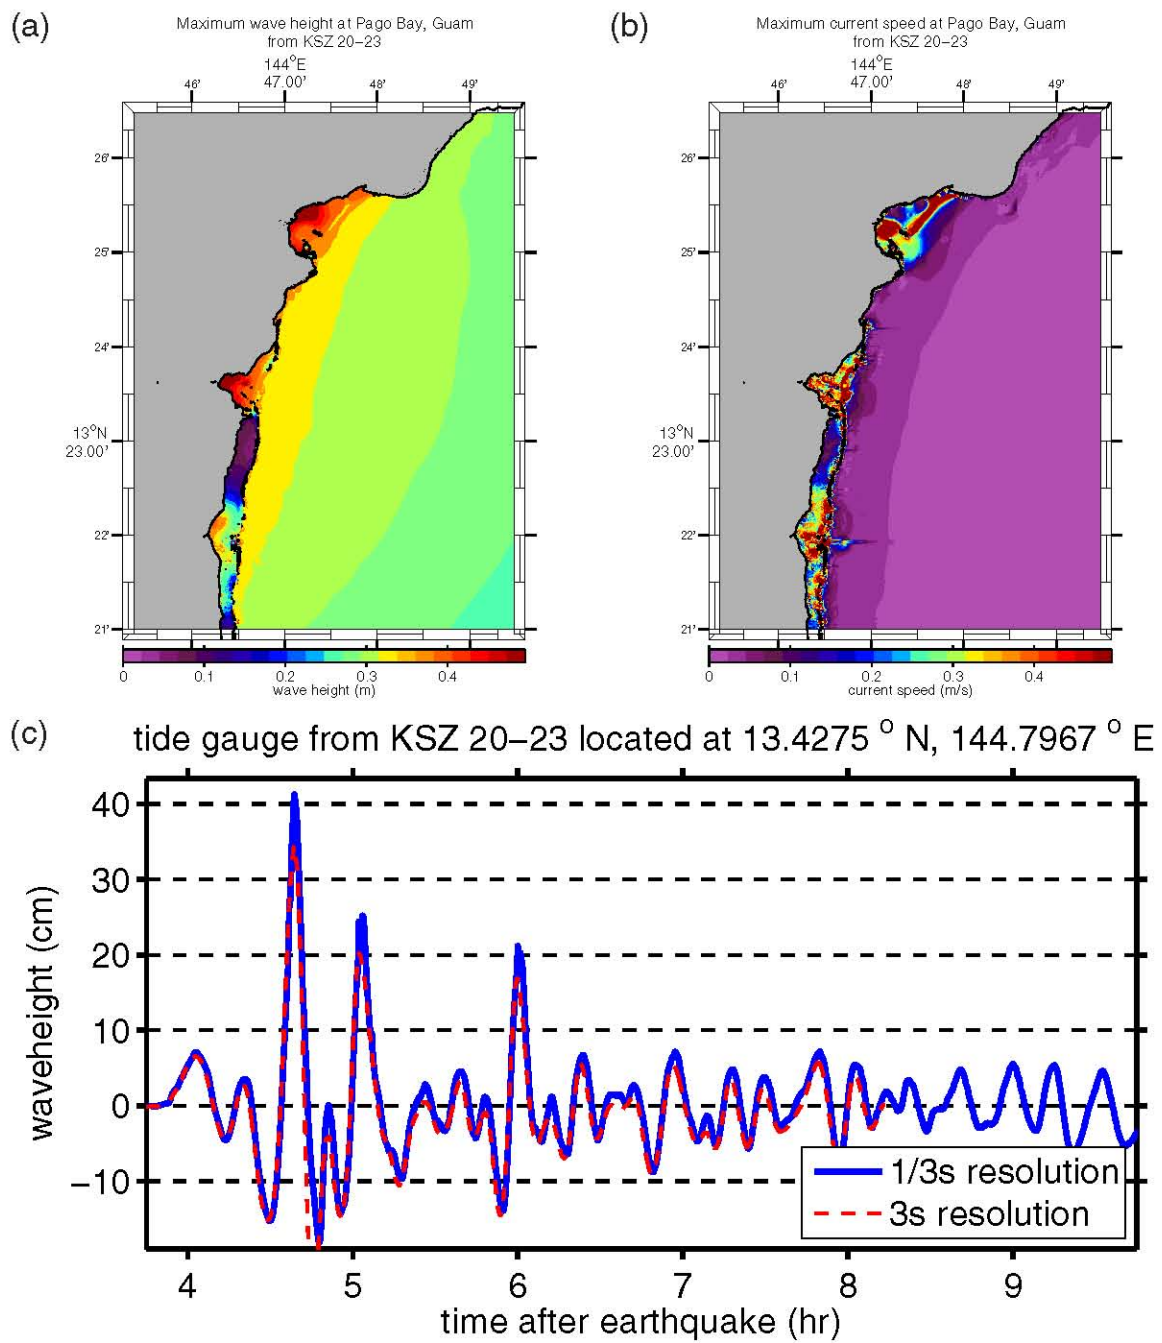 (a)
Maximum wave height at Pago Bay, Guam
from KSZ 20–23
144°E
46' 47.00' 48' 49'
26'
25'
24'
13°N
23.00'
22'
21'
0 0.1 0.2 0.3 0.4
wave height (m)
(b)
Maximum current speed at Pago Bay, Guam
from KSZ 20–23
144°E
46' 47.00' 48' 49'
26'
25'
24'
13°N
23.00'
22'
21'
0 0.1 0.2 0.3 0.4
current speed (m/s)
(c)
tide gauge from KSZ 20–23 located at 13.4275 ° N, 144.7967 ° E
40
30
20
10
0
−10
waveheight (cm)
1/3s resolution
3s resolution
4 5 6 7 8 9
time after earthquake (hr)